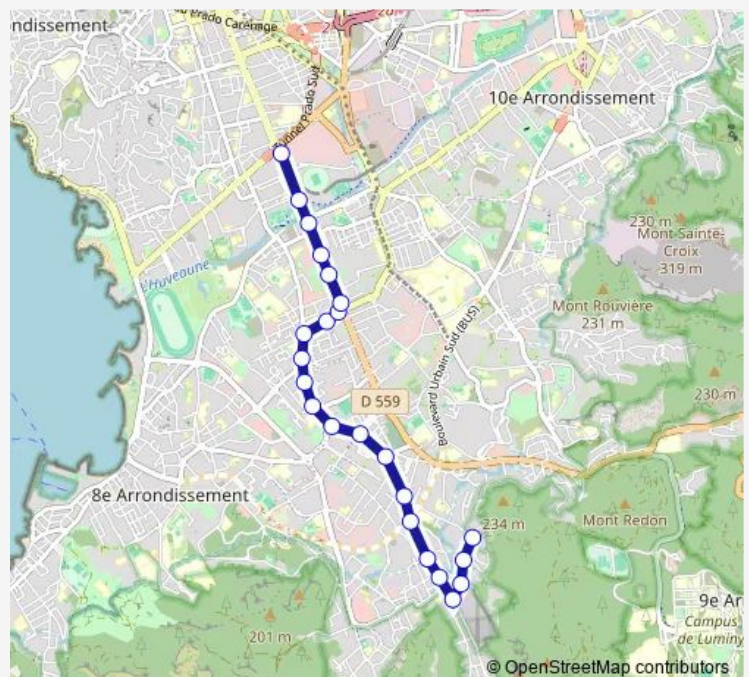 ndissement
u Prado Carénage
Tunnel Prado Sud
10e Arrondissement
230 m
Mont Sainte-
Croix
319 m
L'Huveaune
Mont Rouvière
231 m
Boulevard Urbain Sud (BUS)
D 559
230 m
8e Arrondissement
234 m
Mont Redon
9e Ar
Campus
de Luminy
201 m
© OpenStreetMap contributors